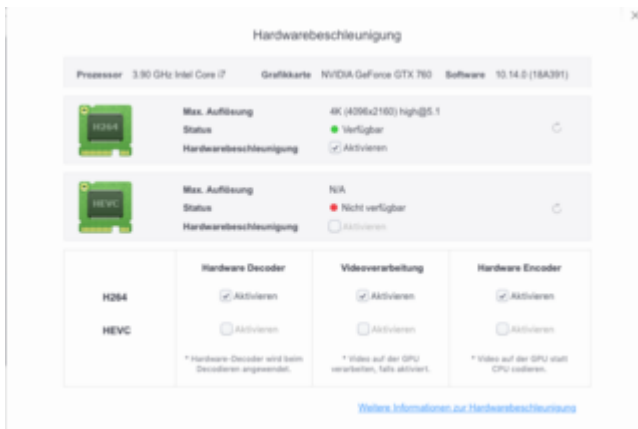 Hardwarebeschleunigung
Prozessor 3.90 GHz Intel Core i7 Grafikkarte NVIDIA GeForce GTX 760 Software 10.14.0 (18A391)
H264
Max. Auflösung 4K (4096x2160) high@5.1
Status Verfügbar
Hardwarebeschleunigung Aktivieren
HEVC
Max. Auflösung N/A
Status Nicht verfügbar
Hardwarebeschleunigung Aktivieren
Hardware Decoder Videoverarbeitung Hardware Encoder
H264 Aktivieren Aktivieren Aktivieren
HEVC Aktivieren Aktivieren Aktivieren
* Hardware-Decoder wird beim * Video auf der GPU * Video auf der GPU statt
Decodieren angewendet. verarbeiten, falls aktiviert. CPU codieren.
Weitere Informationen zur Hardwarebeschleunigung